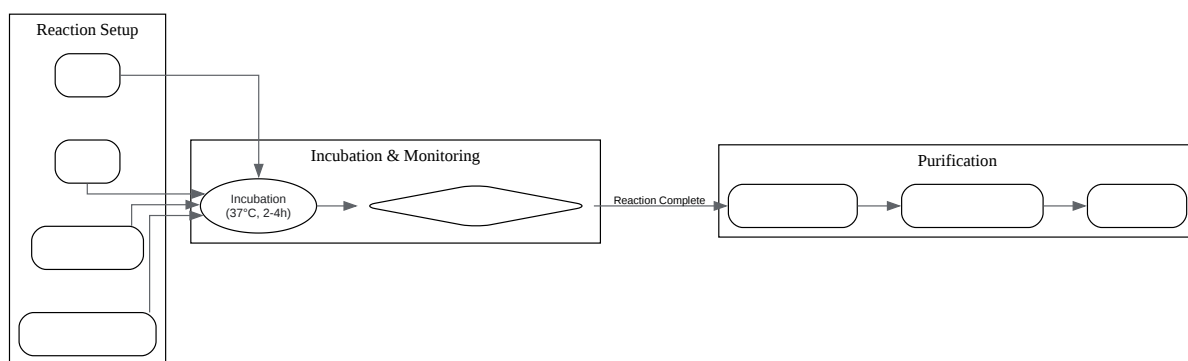 Reaction Setup
Incubation & Monitoring
Incubation
(37°C, 2-4h)
Reaction Complete
Purification